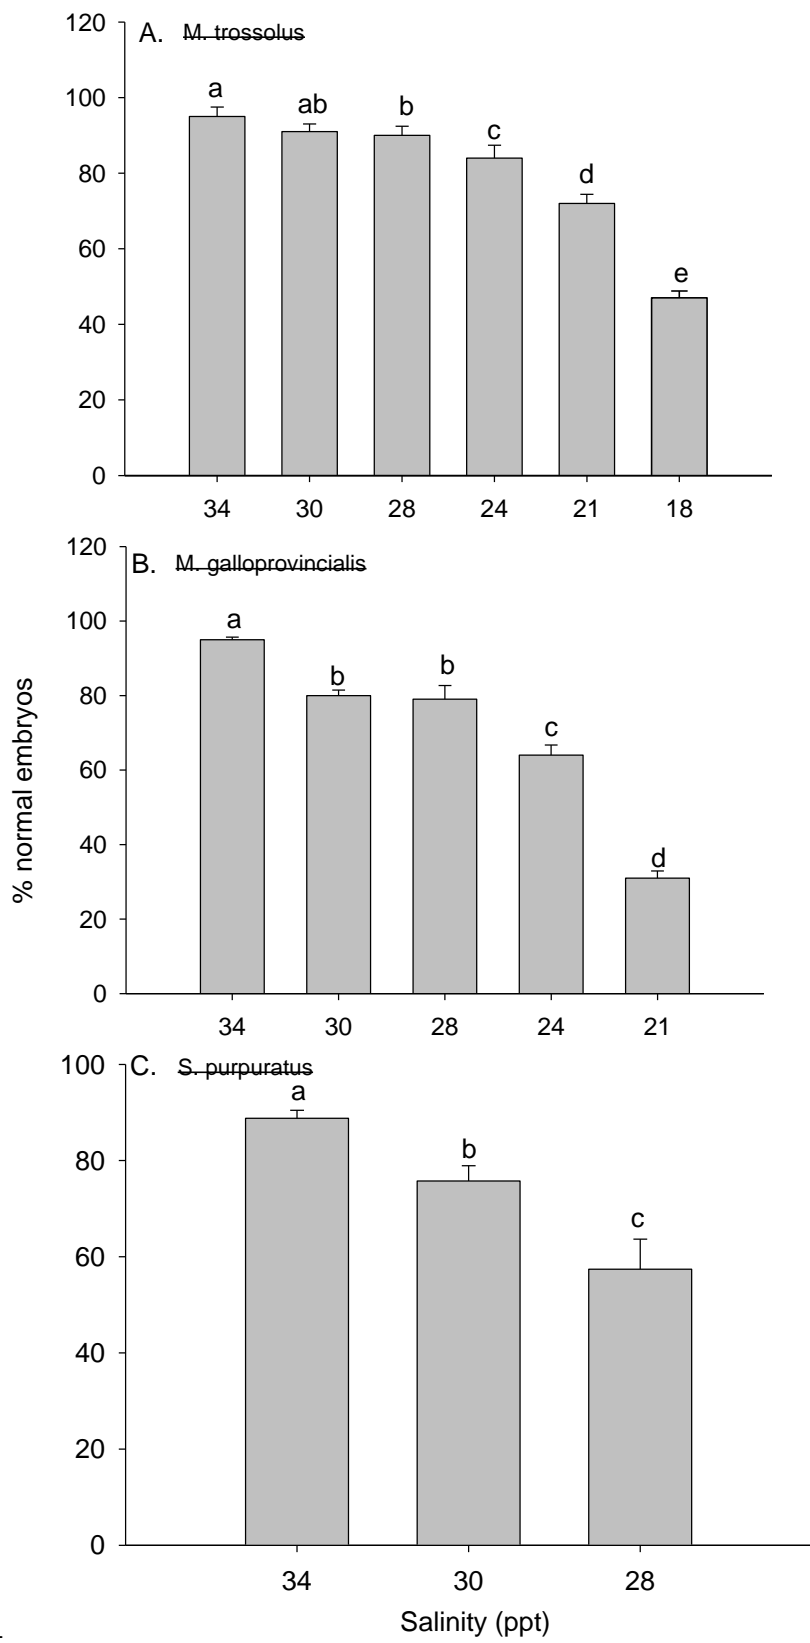 120
A. M. trossolus
100
80
60
40
20
0
a
ab
b
c
d
e
34 30 28 24 21 18
120
B. M. galloprovincialis
100
80
60
40
20
0
a
b
b
c
d
34 30 28 24 21
% normal embryos
100
C. S. purpuratus
80
60
40
20
0
a
b
c
34 30 28
Salinity (ppt)